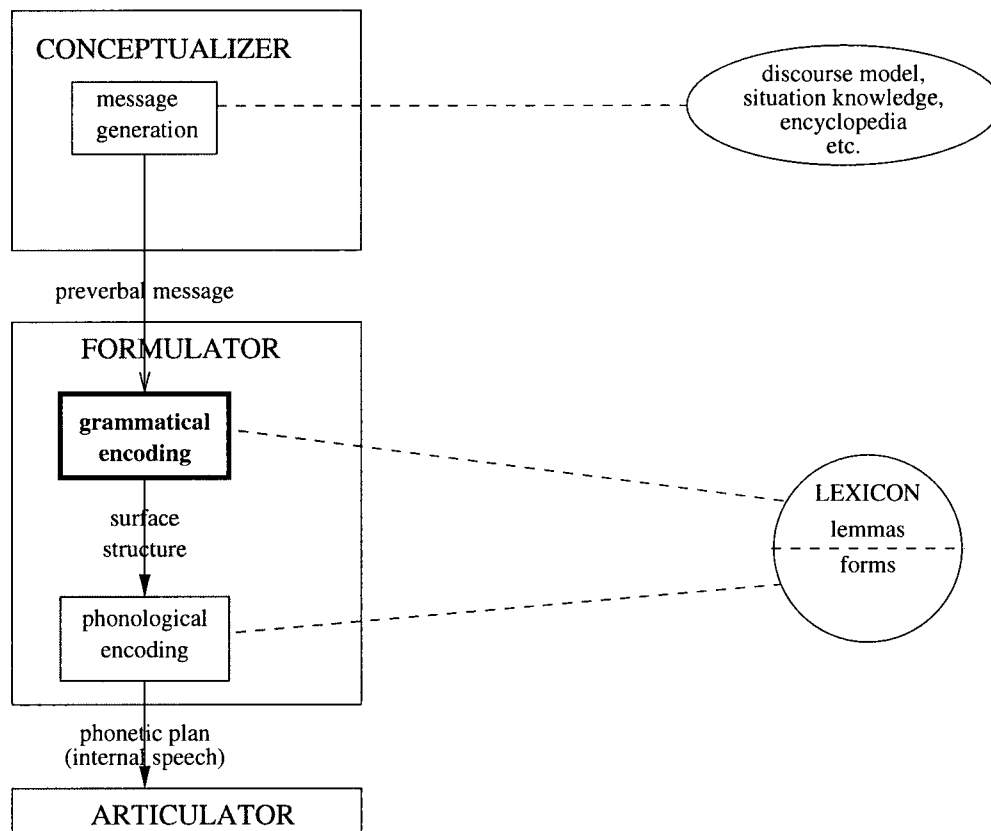 CONCEPTUALIZER
message
generation
discourse model,
situation knowledge,
encyclopedia
etc.
preverbal message
FORMULATOR
grammatical
encoding
surface
structure
phonological
encoding
LEXICON
lemmas
forms
phonetic plan
(internal speech)
ARTICULATOR